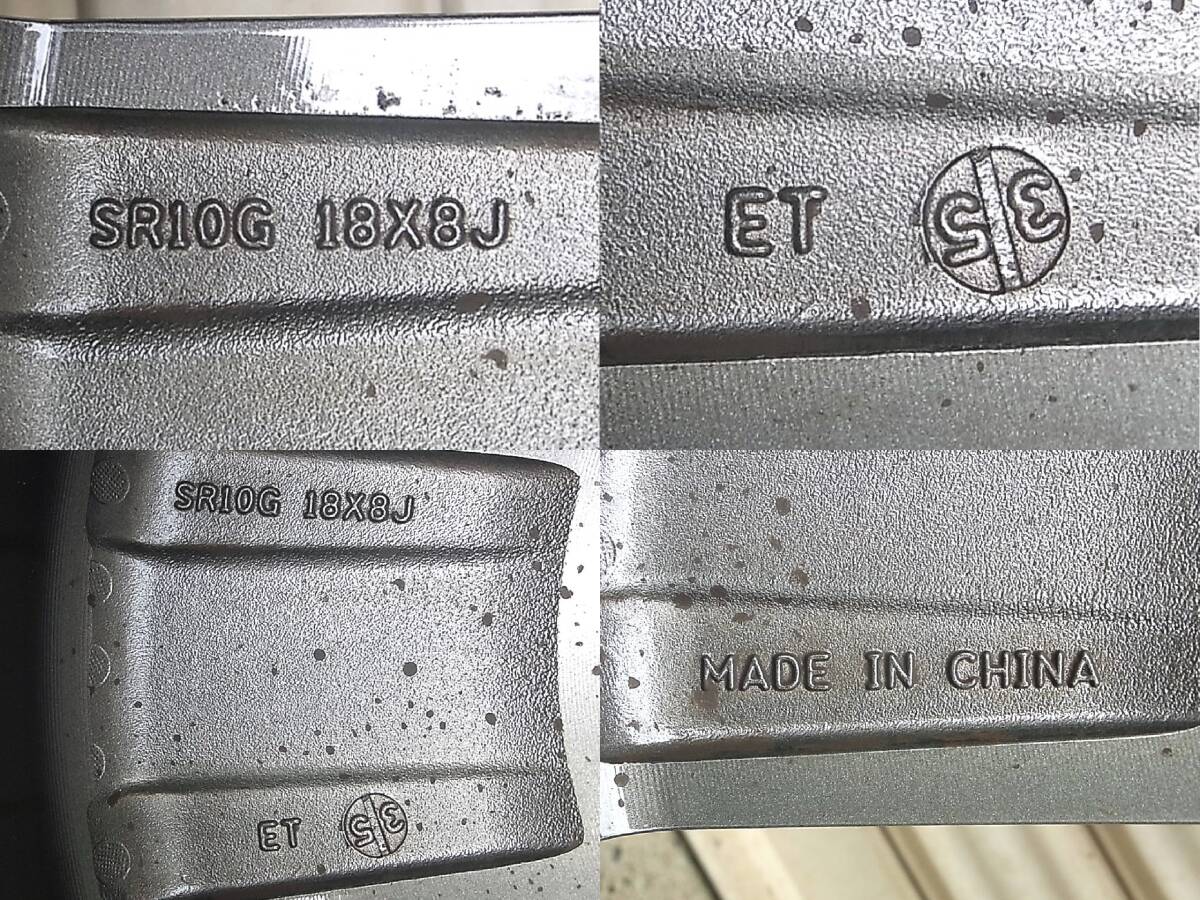 SR10G 18X8J
ET 35
SR10G 18X8J
ET 35
MADE IN CHINA